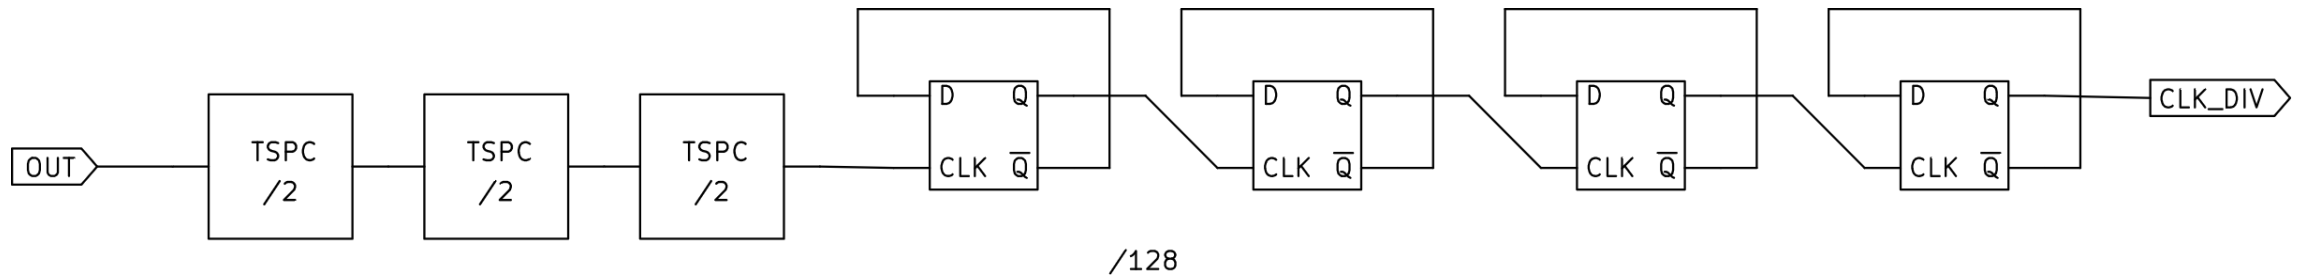 OUT
TSPC
/2
TSPC
/2
TSPC
/2
D Q
CLK Q̅
D Q
CLK Q̅
D Q
CLK Q̅
D Q
CLK Q̅
CLK_DIV
/128